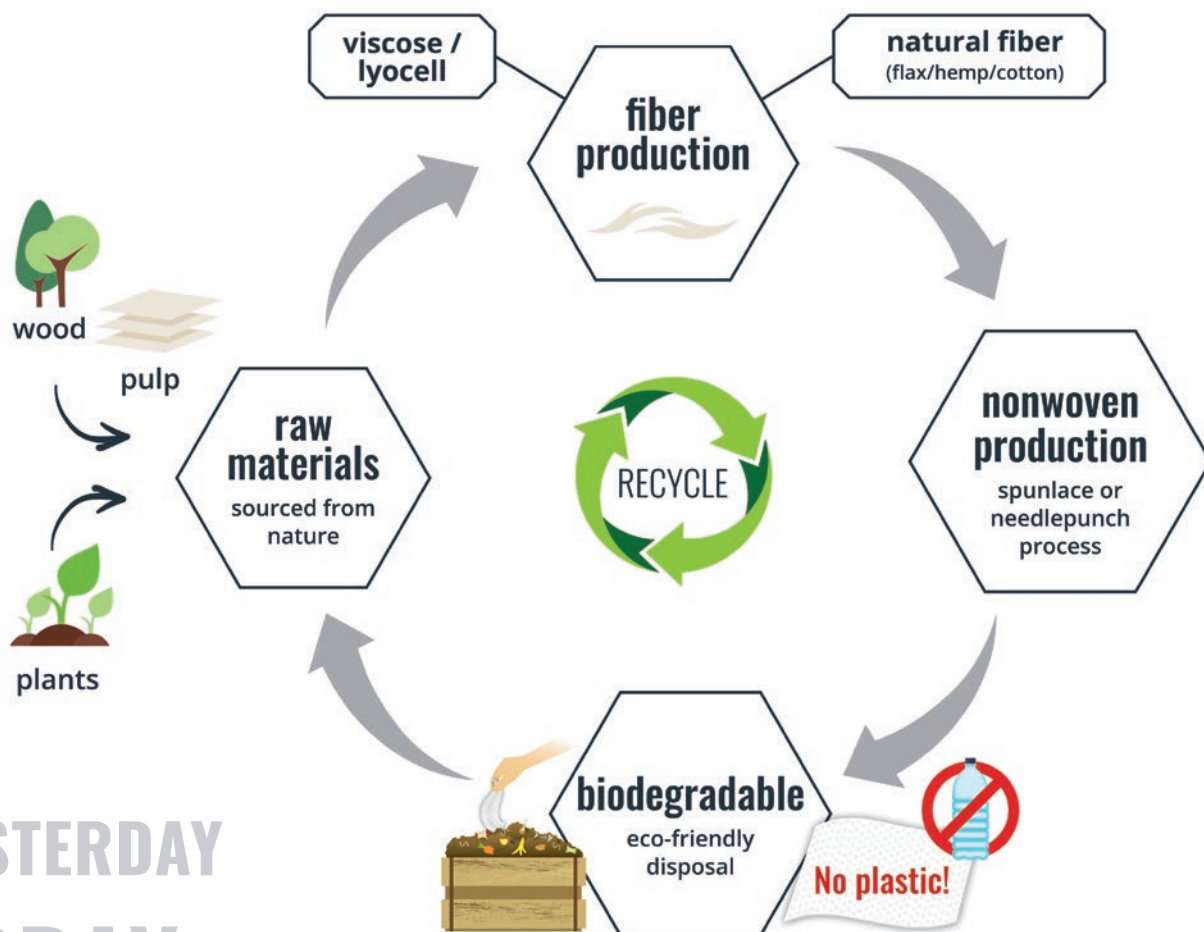 viscose /
lyocell
natural fiber
(flax/hemp/cotton)
fiber
production
wood
pulp
raw
materials
sourced from
nature
plants
RECYCLE
nonwoven
production
spunlace or
needlepunch
process
biodegradable
eco-friendly
disposal
No plastic!
STERDAY